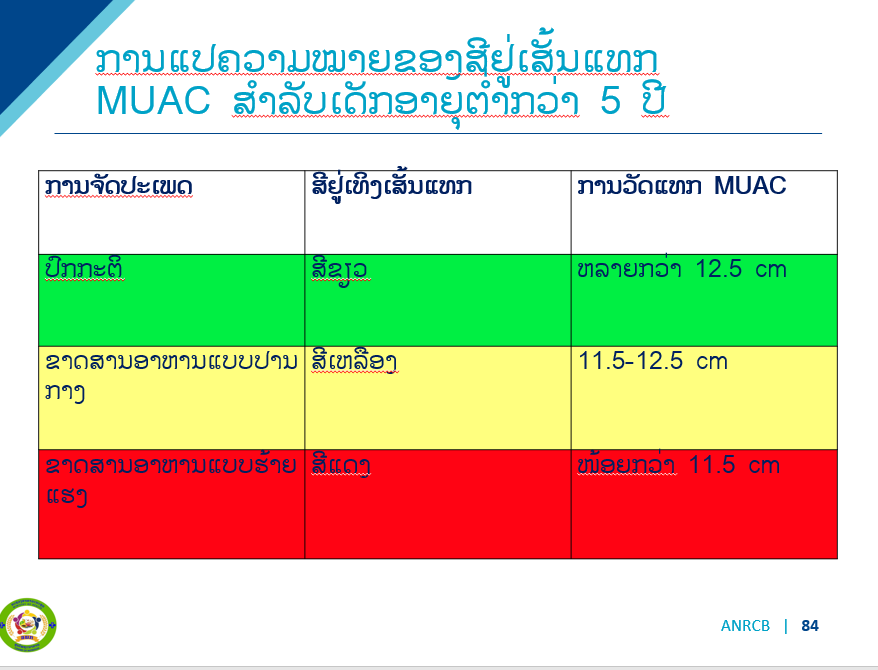 ການແປຄວາມໝາຍຂອງສີຢູ່ເສັ້ນແທກ
MUAC ສໍາລັບເດັກອາຍຸຕໍ່າກວ່າ 5 ປີ
ການຈັດປະເພດ
ສີຢູ່ເທິງເສັ້ນແທກ
ການວັດແທກ MUAC
ປົກກະຕິ
ສີຂຽວ
ຫລາຍກວ່າ 12.5 cm
ຂາດສານອາຫານແບບປານ
ກາງ
ສີເຫລືອງ
11.5-12.5 cm
ຂາດສານອາຫານແບບຮ້າຍ
ແຮງ
ສີແດງ
ໜ້ອຍກວ່າ 11.5 cm
ANRCB | 84